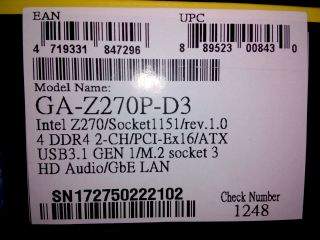 EAN UPC
4 719331 847296 8 89523 00843 0
Model Name:
GA-Z270P-D3
Intel Z270/Socket1151/rev.1.0
4 DDR4 2-CH/PCI-Ex16/ATX
USB3.1 GEN 1/M.2 socket 3
HD Audio/GbE LAN
SN172750222102
Check Number
1248